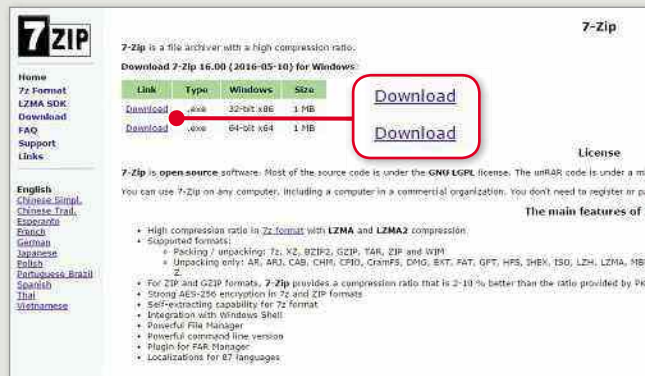 7ZIP
Home
7z Format
LZMA SDK
Download
FAQ
Support
Links
English
Chinese Simpl.
Chinese Trad.
Esperanto
French
German
Japanese
Polish
Portuguese Brazil
Spanish
Thai
Vietnamese
7-Zip
7-Zip is a file archiver with a high compression ratio.
Download 7-Zip 16.00 (2016-05-10) for Windows:
Link Type Windows Size
Download .exe 32-bit x86 1 MB
Download .exe 64-bit x64 1 MB
Download
Download
License
7-Zip is open source software. Most of the source code is under the GNU LGPL license. The unRAR code is under a mi
You can use 7-Zip on any computer, including a computer in a commercial organization. You don't need to register or pa
The main features of
• High compression ratio in 7z format with LZMA and LZMA2 compression
• Supported formats:
Packing / unpacking: 7z, XZ, BZIP2, GZIP, TAR, ZIP and WIM
Unpacking only: AR, ARJ, CAB, CHM, CPIO, CramFS, DMG, EXT, FAT, GPT, HFS, IHEX, ISO, LZH, LZMA, MB
Z.
• For ZIP and GZIP formats, 7-Zip provides a compression ratio that is 2-10 % better than the ratio provided by PK
• Strong AES-256 encryption in 7z and ZIP formats
• Self-extracting capability for 7z format
• Integration with Windows Shell
• Powerful File Manager
• Powerful command line version
• Plugin for FAR Manager
• Localizations for 87 languages